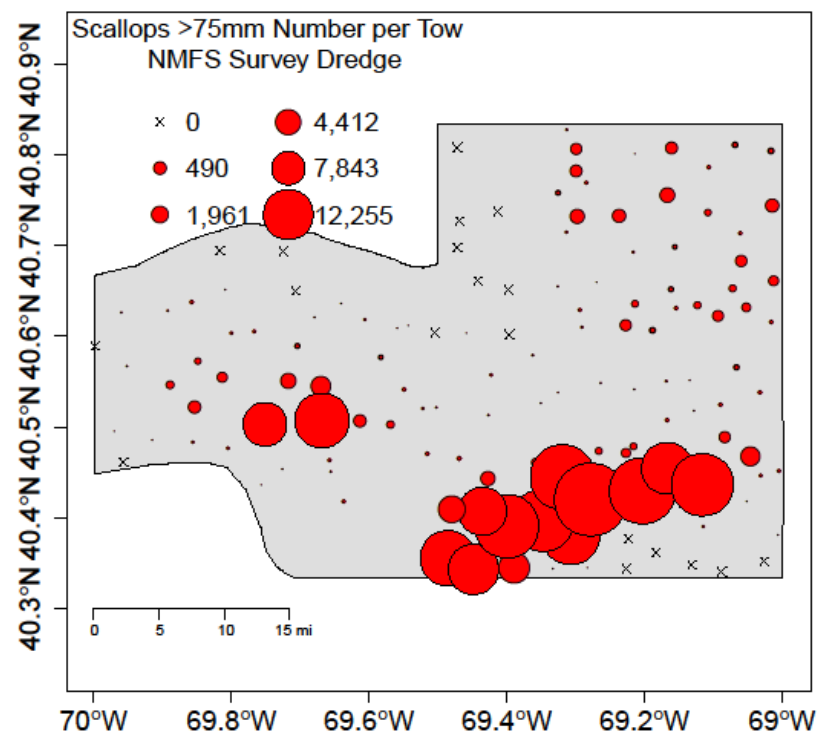 Scallops >75mm Number per Tow
NMFS Survey Dredge
0 4,412
490 7,843
1,961 12,255
40.9°N
40.8°N
40.7°N
40.6°N
40.5°N
40.4°N
40.3°N
0 5 10 15 mi
70°W 69.8°W 69.6°W 69.4°W 69.2°W 69°W